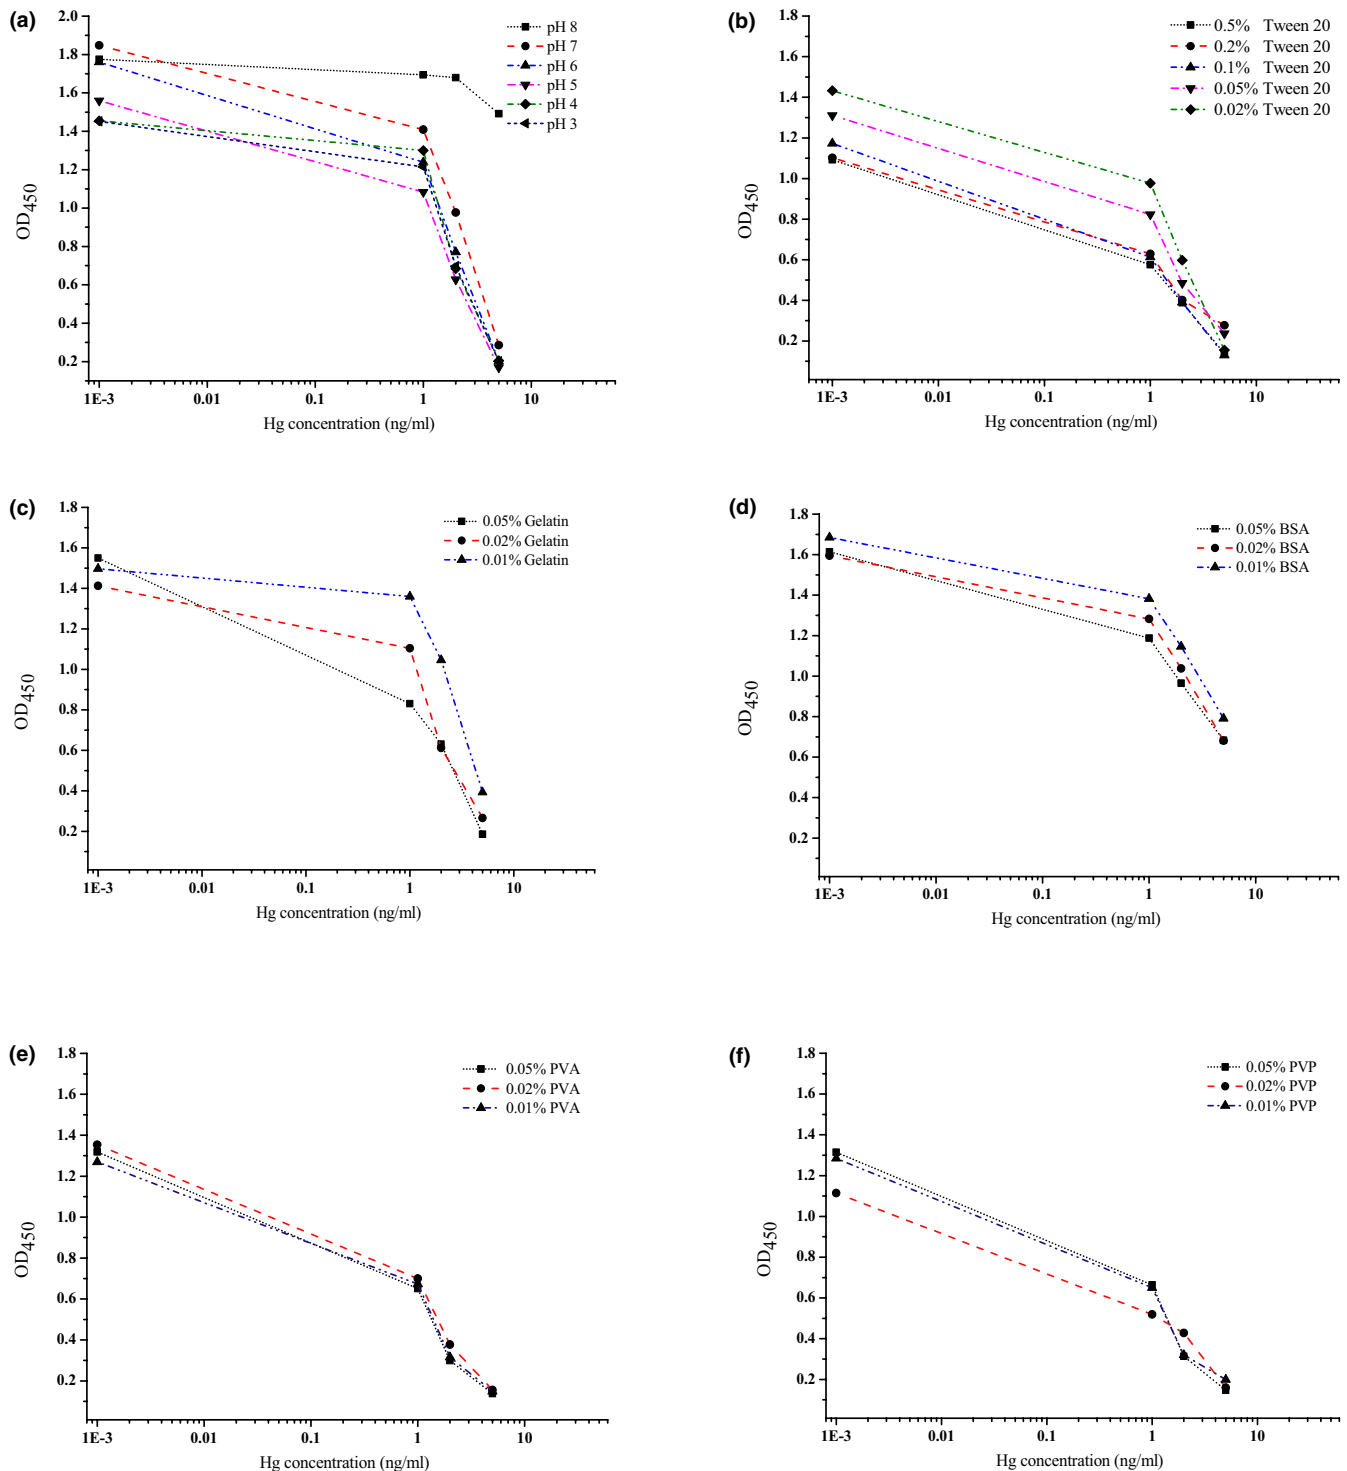 (a)
2.0
1.8
1.6
1.4
1.2
1.0
0.8
0.6
0.4
0.2
OD450
1E-3 0.01 0.1 1 10
Hg concentration (ng/ml)
pH 8
pH 7
pH 6
pH 5
pH 4
pH 3
(b)
1.8
1.6
1.4
1.2
1.0
0.8
0.6
0.4
0.2
OD450
1E-3 0.01 0.1 1 10
Hg concentration (ng/ml)
0.5% Tween 20
0.2% Tween 20
0.1% Tween 20
0.05% Tween 20
0.02% Tween 20
(c)
1.8
1.6
1.4
1.2
1.0
0.8
0.6
0.4
0.2
OD450
1E-3 0.01 0.1 1 10
Hg concentration (ng/ml)
0.05% Gelatin
0.02% Gelatin
0.01% Gelatin
(d)
1.8
1.6
1.4
1.2
1.0
0.8
0.6
0.4
0.2
OD450
1E-3 0.01 0.1 1 10
Hg concentration (ng/ml)
0.05% BSA
0.02% BSA
0.01% BSA
(e)
1.8
1.6
1.4
1.2
1.0
0.8
0.6
0.4
0.2
OD450
1E-3 0.01 0.1 1 10
Hg concentration (ng/ml)
0.05% PVA
0.02% PVA
0.01% PVA
(f)
1.8
1.6
1.4
1.2
1.0
0.8
0.6
0.4
0.2
OD450
1E-3 0.01 0.1 1 10
Hg concentration (ng/ml)
0.05% PVP
0.02% PVP
0.01% PVP